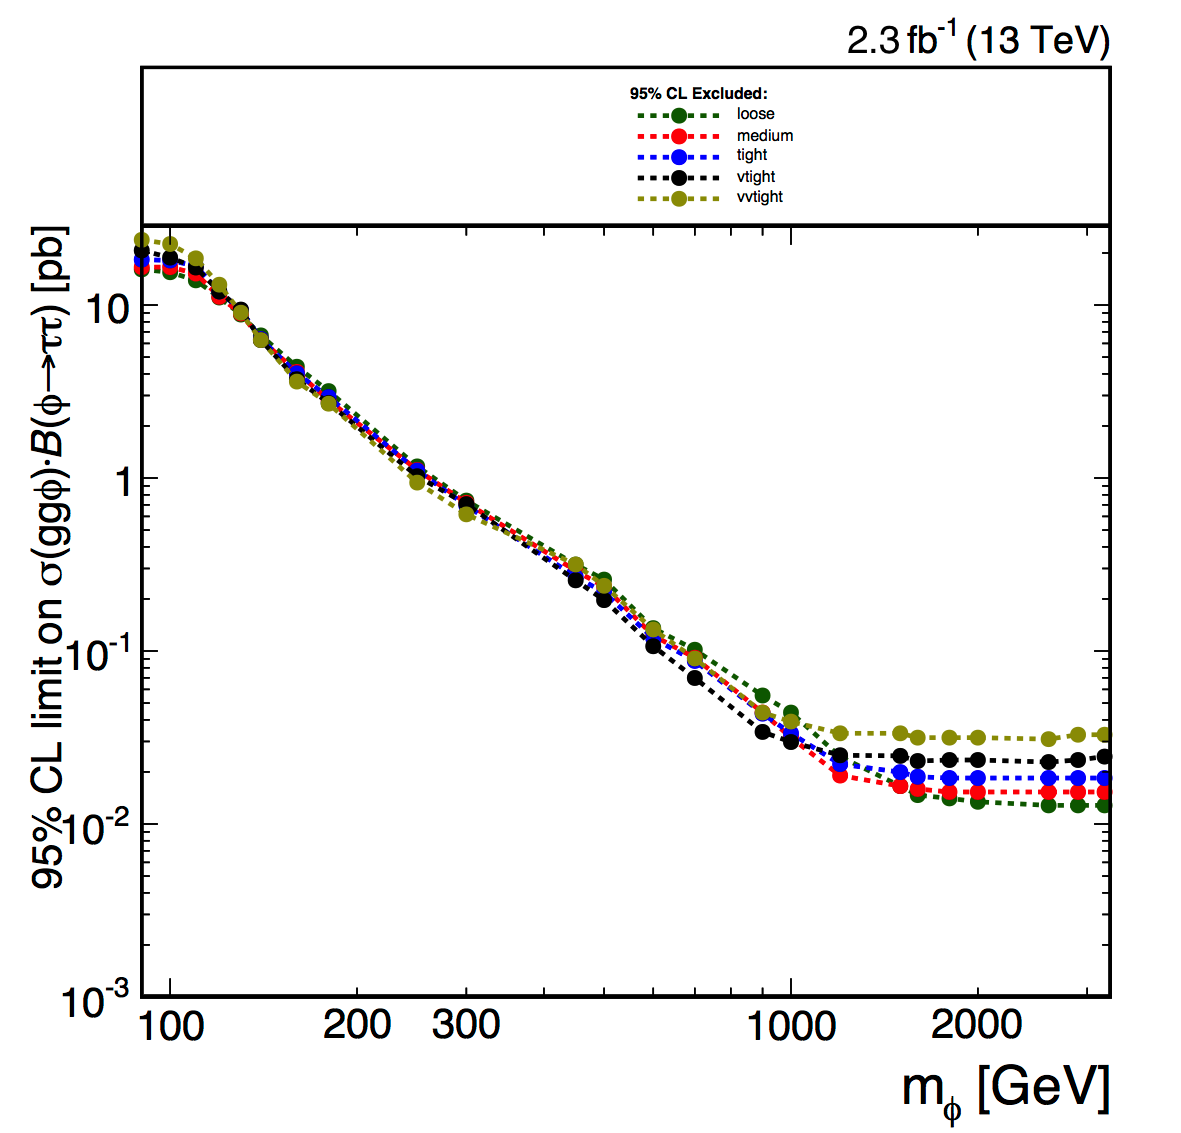 2.3 fb-1 (13 TeV)
95% CL Excluded:
loose
medium
tight
vtight
vvtight
95% CL limit on σ(ggϕ)·B(ϕ→ττ) [pb]
10
1
10-1
10-2
10-3
100
200
300
1000
2000
mϕ [GeV]